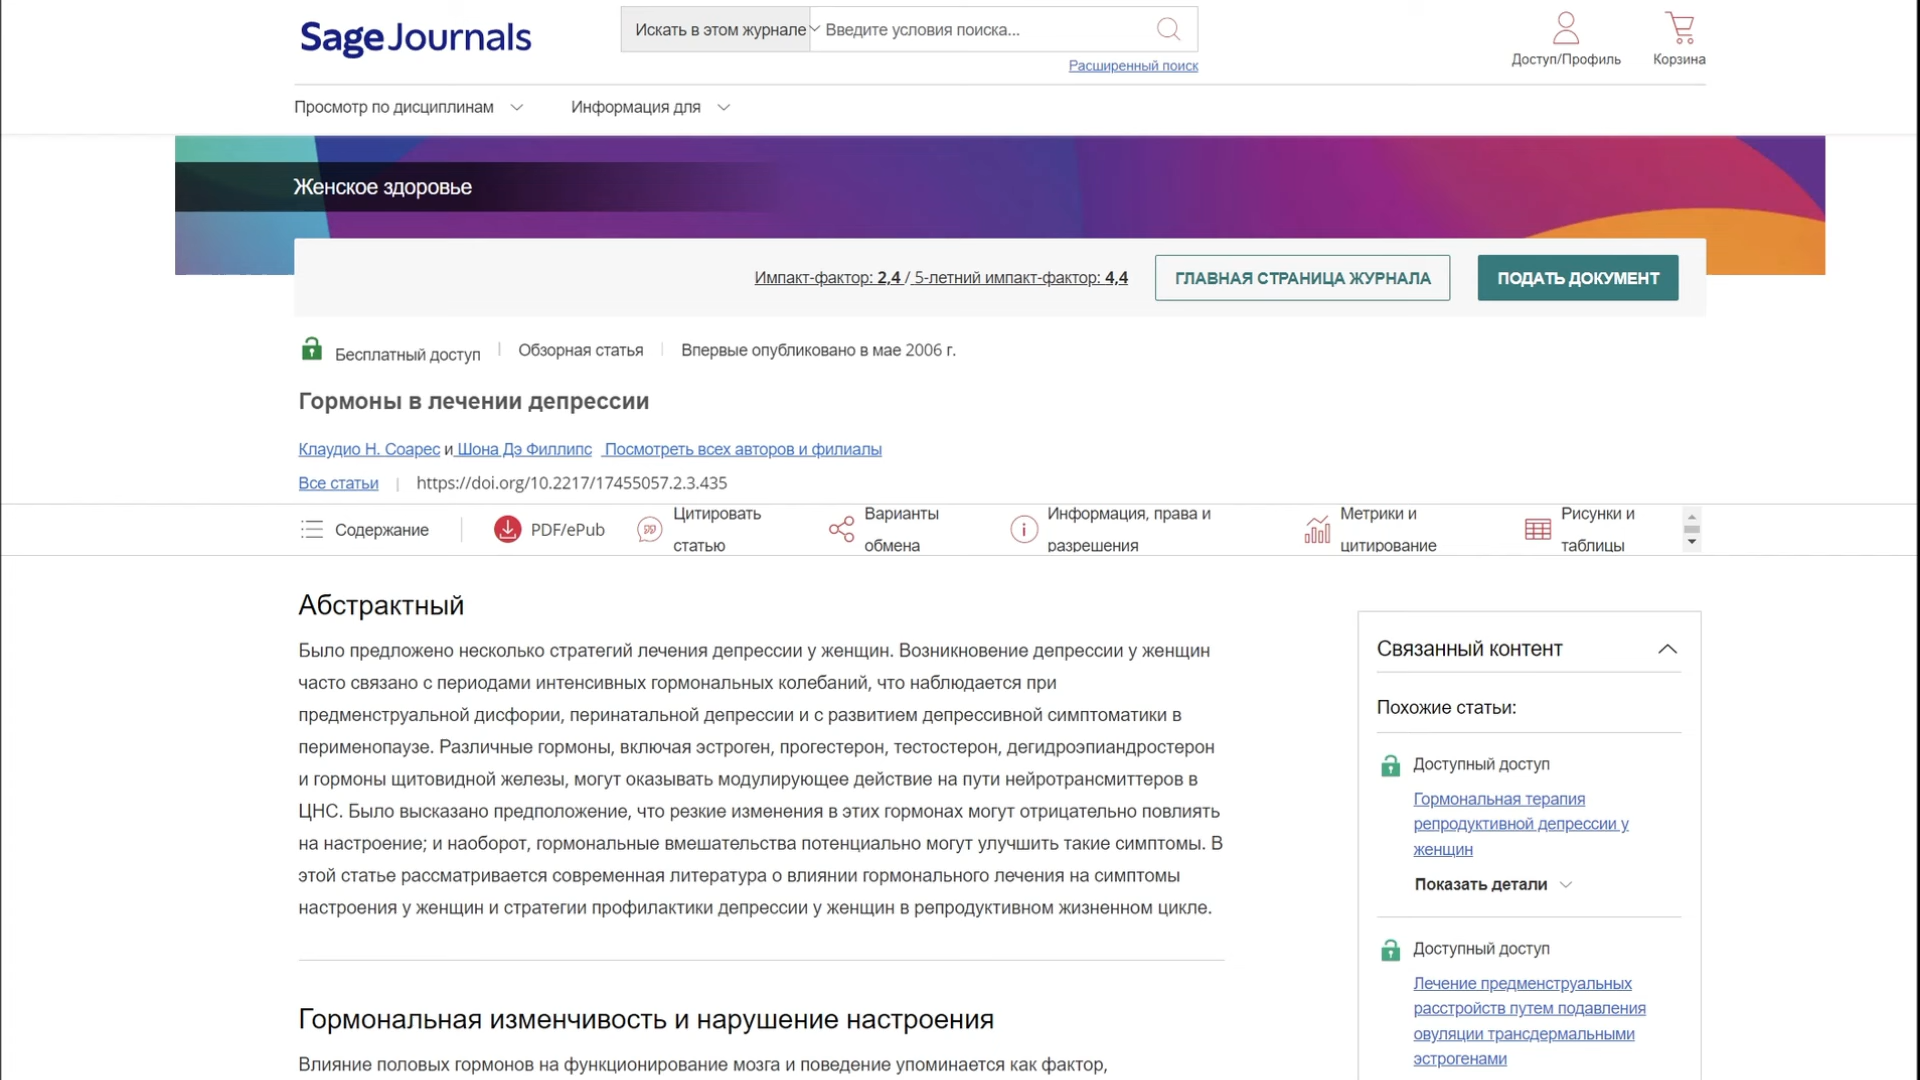 Sage Journals
Искать в этом журнале
Введите условия поиска...
Расширенный поиск
Доступ/Профиль
Корзина
Просмотр по дисциплинам
Информация для
Женское здоровье
Импакт-фактор: 2,4 / 5-летний импакт-фактор: 4,4
ГЛАВНАЯ СТРАНИЦА ЖУРНАЛА
ПОДАТЬ ДОКУМЕНТ
Бесплатный доступ
Обзорная статья
Впервые опубликовано в мае 2006 г.
Гормоны в лечении депрессии
Клаудио Н. Соарес и Шона Дэ Филлипс Посмотреть всех авторов и филиалы
Все статьи | https://doi.org/10.2217/17455057.2.3.435
Содержание
PDF/ePub
Цитировать
статью
Варианты
обмена
Информация, права и
разрешения
Метрики и
цитирование
Рисунки и
таблицы
Абстрактный
Было предложено несколько стратегий лечения депрессии у женщин. Возникновение депрессии у женщин
часто связано с периодами интенсивных гормональных колебаний, что наблюдается при
предменструальной дисфории, перинатальной депрессии и с развитием депрессивной симптоматики в
перименопаузе. Различные гормоны, включая эстроген, прогестерон, тестостерон, дегидроэпиандростерон
и гормоны щитовидной железы, могут оказывать модулирующее действие на пути нейротрансмиттеров в
ЦНС. Было высказано предположение, что резкие изменения в этих гормонах могут отрицательно повлиять
на настроение; и наоборот, гормональные вмешательства потенциально могут улучшить такие симптомы. В
этой статье рассматривается современная литература о влиянии гормонального лечения на симптомы
настроения у женщин и стратегии профилактики депрессии у женщин в репродуктивном жизненном цикле.
Гормональная изменчивость и нарушение настроения
Влияние половых гормонов на функционирование мозга и поведение упоминается как фактор,
Связанный контент
Похожие статьи:
Доступный доступ
Гормональная терапия
репродуктивной депрессии у
женщин
Показать детали
Доступный доступ
Лечение предменструальных
расстройств путем подавления
овуляции трансдермальными
эстрогенами